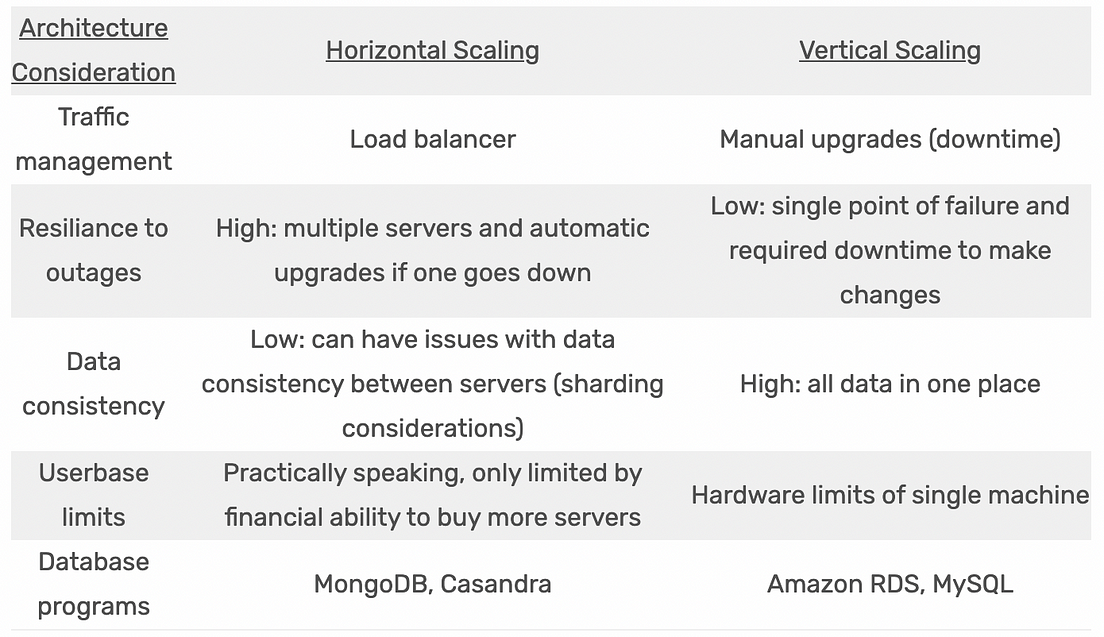 Architecture
Consideration
Horizontal Scaling
Vertical Scaling
Traffic
management
Load balancer
Manual upgrades (downtime)
Resiliance to
outages
High: multiple servers and automatic
upgrades if one goes down
Low: single point of failure and
required downtime to make
changes
Data
consistency
Low: can have issues with data
consistency between servers (sharding
considerations)
High: all data in one place
Userbase
limits
Practically speaking, only limited by
financial ability to buy more servers
Hardware limits of single machine
Database
programs
MongoDB, Casandra
Amazon RDS, MySQL